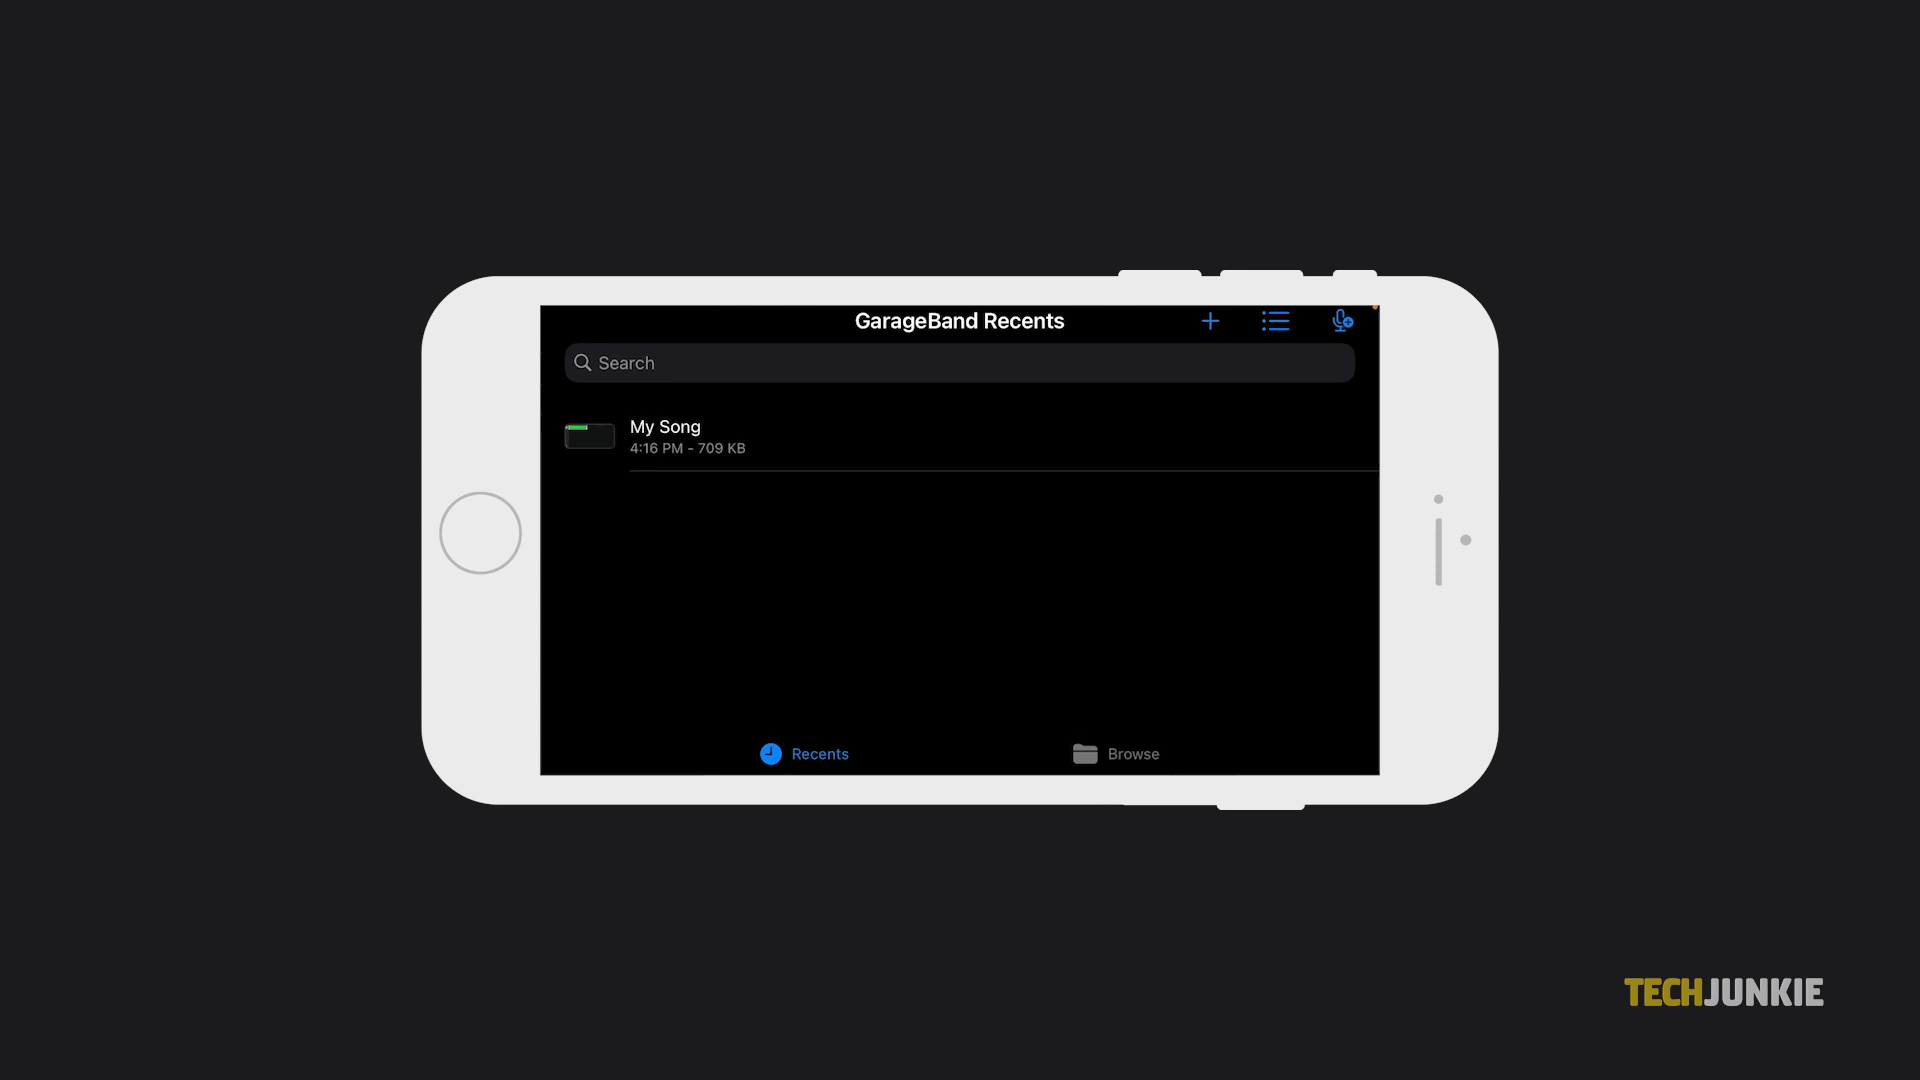 GarageBand Recents
Search
My Song
4:16 PM - 709 KB
Recents
Browse
TECHJUNKIE